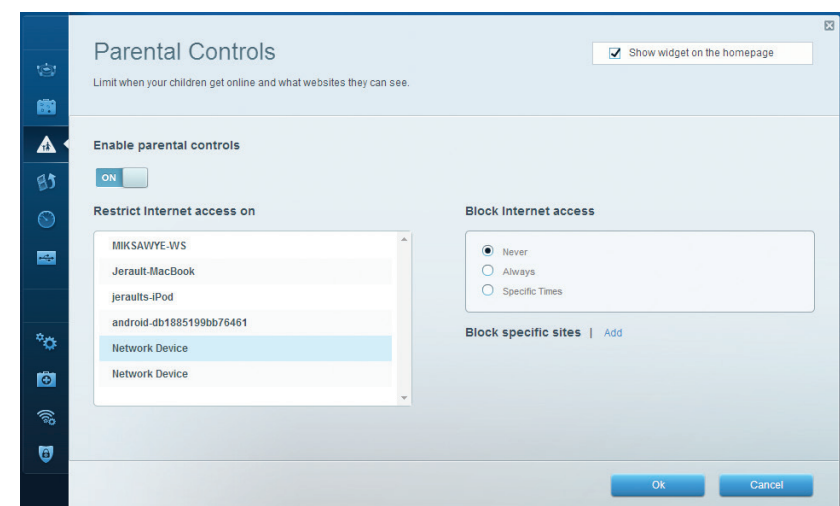 Parental Controls
Show widget on the homepage
Limit when your children get online and what websites they can see.
Enable parental controls
ON
Restrict Internet access on
MIKSAWYE-WS
Jerault-MacBook
jeraults-iPod
android-db1885199bb76461
Network Device
Network Device
Block Internet access
Never
Always
Specific Times
Block specific sites | Add
Ok
Cancel